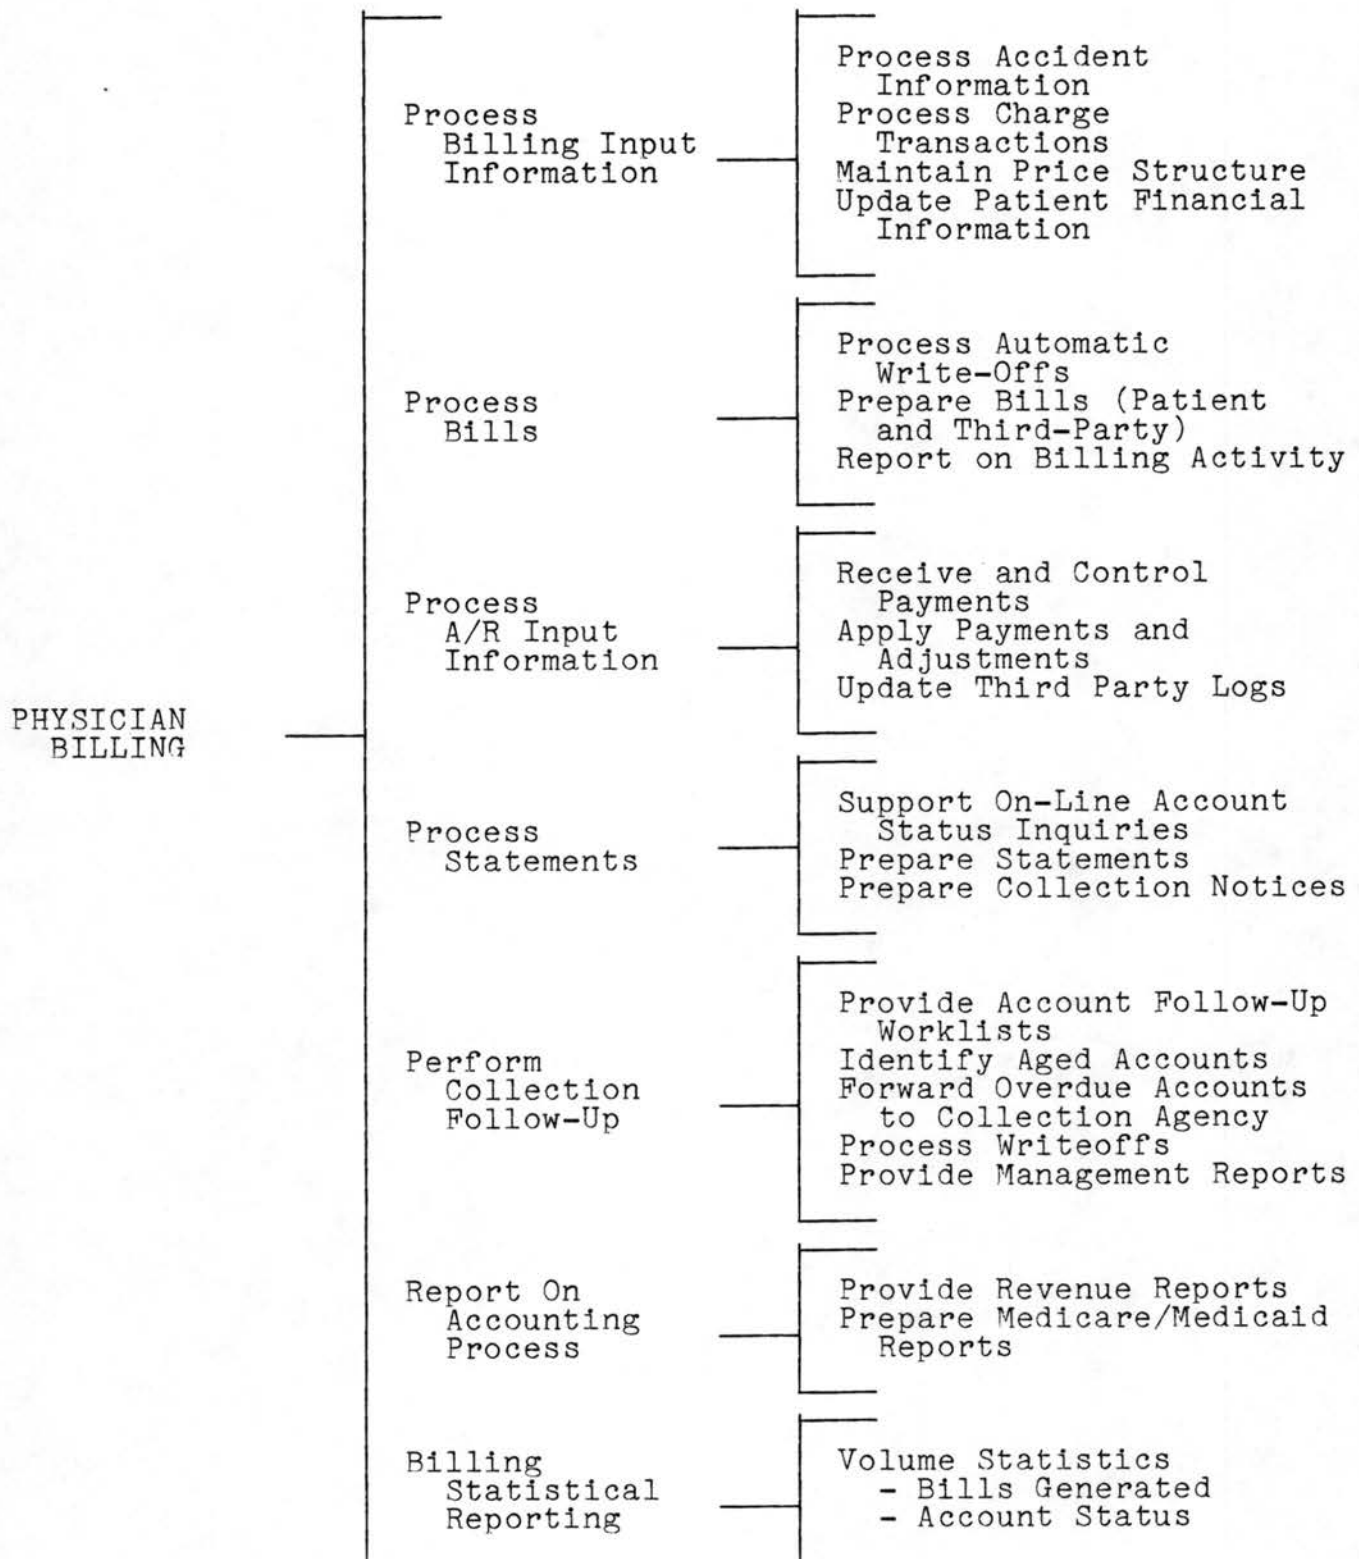 PHYSICIAN
BILLING
Process
Billing Input
Information
Process Accident
Information
Process Charge
Transactions
Maintain Price Structure
Update Patient Financial
Information
Process
Bills
Process Automatic
Write-Offs
Prepare Bills (Patient
and Third-Party)
Report on Billing Activity
Process
A/R Input
Information
Receive and Control
Payments
Apply Payments and
Adjustments
Update Third Party Logs
Process
Statements
Support On-Line Account
Status Inquiries
Prepare Statements
Prepare Collection Notices
Perform
Collection
Follow-Up
Provide Account Follow-Up
Worklists
Identify Aged Accounts
Forward Overdue Accounts
to Collection Agency
Process Writeoffs
Provide Management Reports
Report On
Accounting
Process
Provide Revenue Reports
Prepare Medicare/Medicaid
Reports
Billing
Statistical
Reporting
Volume Statistics
- Bills Generated
- Account Status